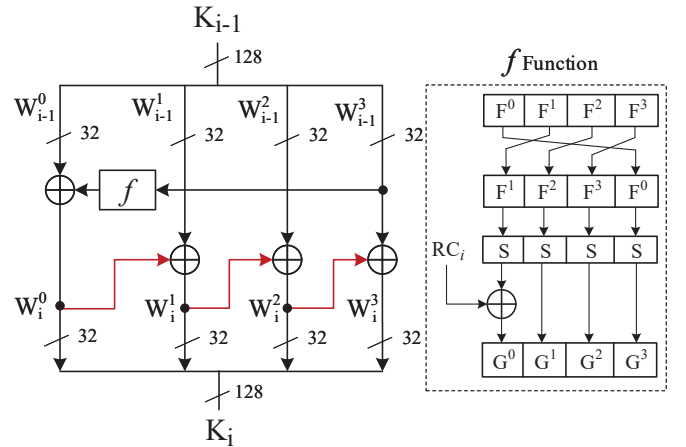 K_{i-1}
128
W^0_{i-1} W^1_{i-1} W^2_{i-1} W^3_{i-1}
32 32 32 32
f
W^0_i W^1_i W^2_i W^3_i
32 32 32 32
128
K_i
f Function
F^0 F^1 F^2 F^3
F^1 F^2 F^3 F^0
S S S S
RC_i
G^0 G^1 G^2 G^3